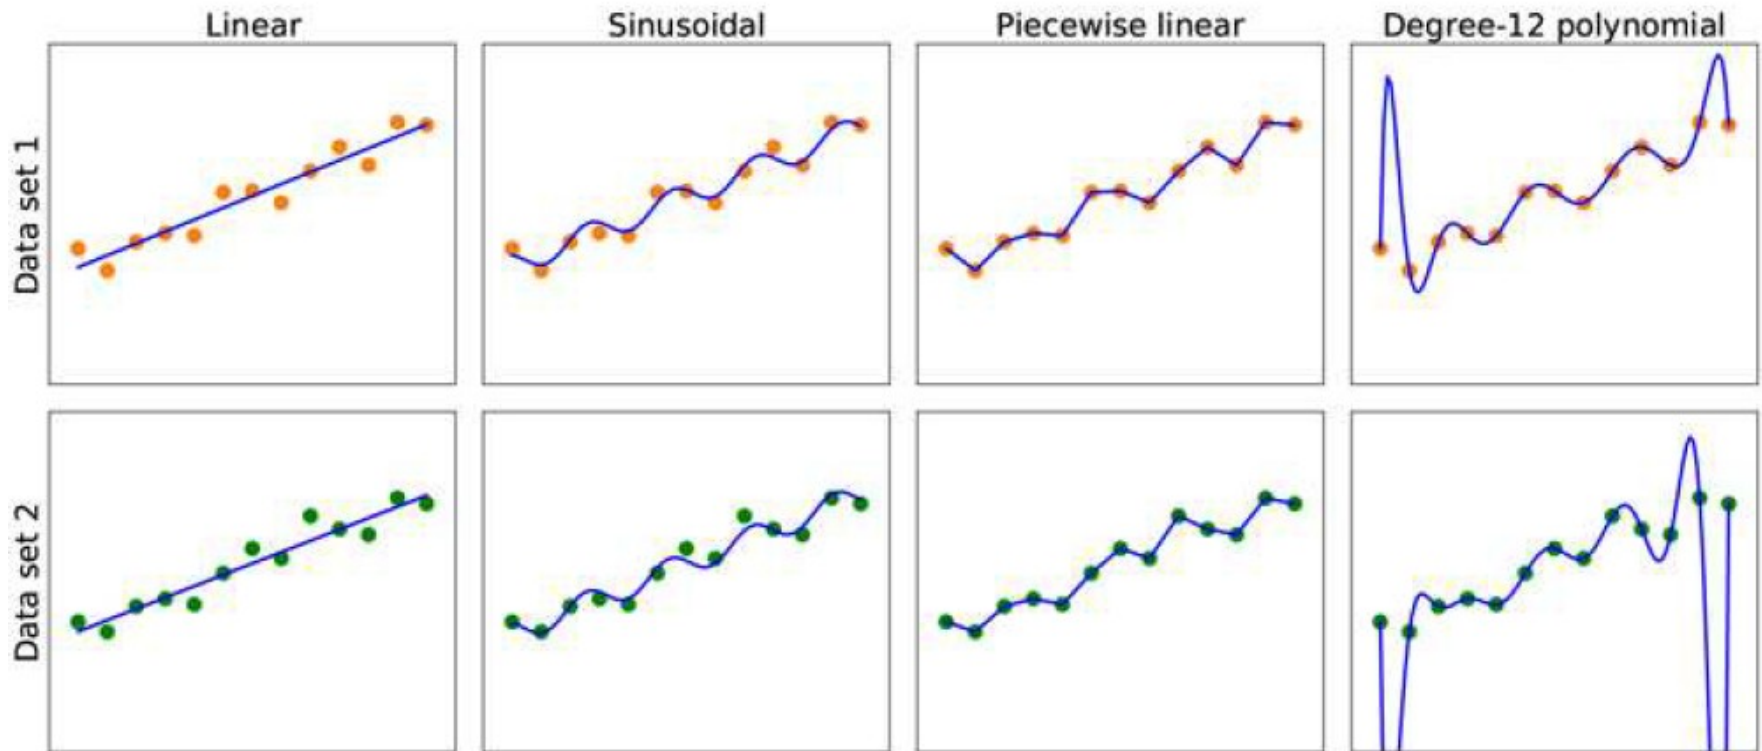 Linear
Sinusoidal
Piecewise linear
Degree-12 polynomial
Data set 1
Data set 2